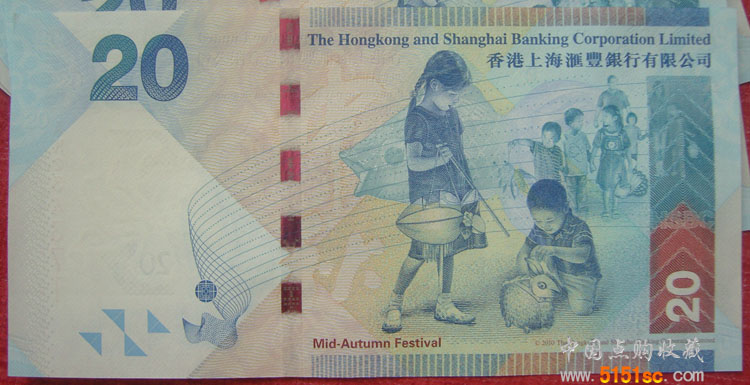 20
The Hongkong and Shanghai Banking Corporation Limited
香港上海滙豐銀行有限公司
20
Mid-Autumn Festival
中国点购收藏
www.5151sc.com